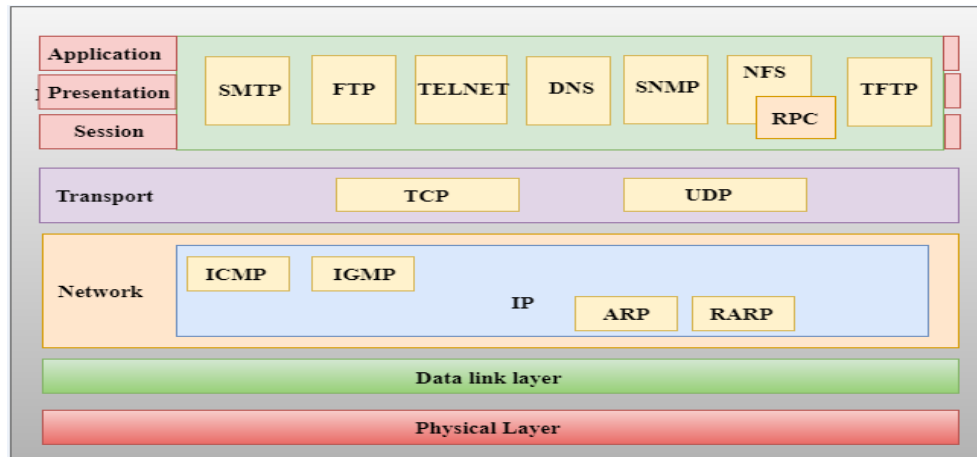 Application
Presentation
Session
SMTP
FTP
TELNET
DNS
SNMP
NFS
RPC
TFTP
Transport
TCP
UDP
Network
ICMP
IGMP
IP
ARP
RARP
Data link layer
Physical Layer